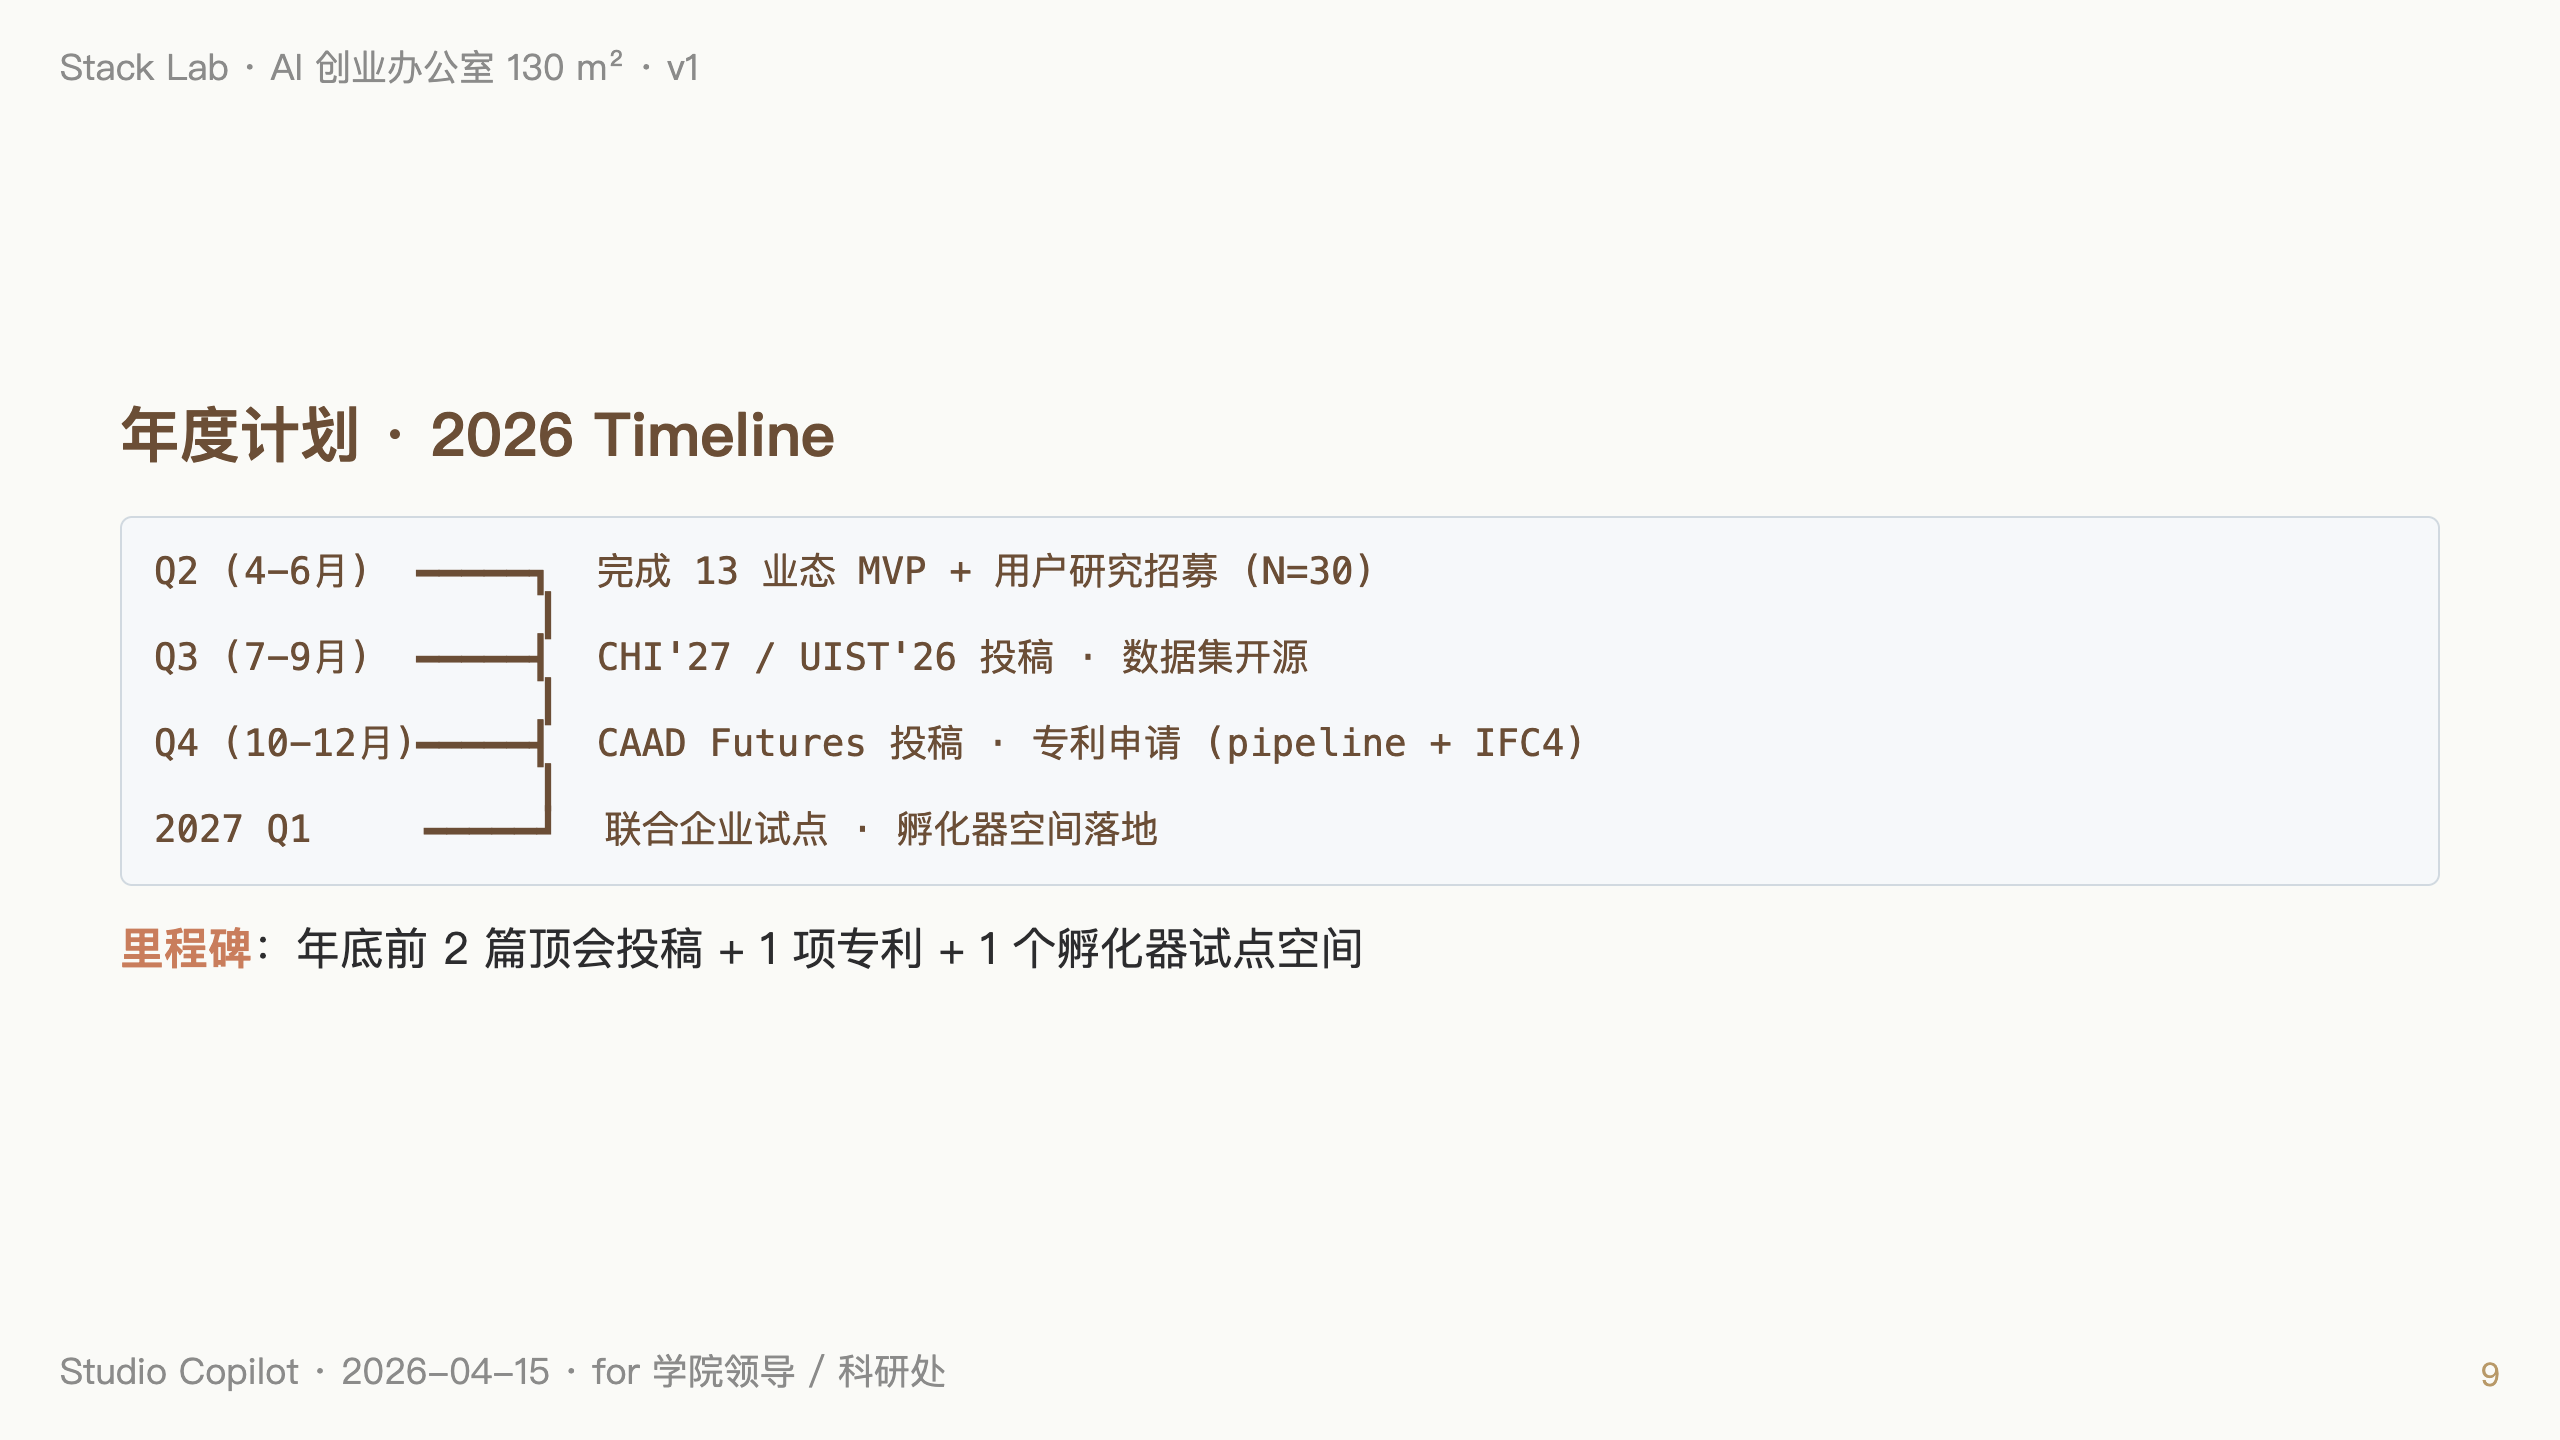 Stack Lab · AI 创业办公室 130 m² · v1
年度计划 · 2026 Timeline
Q2 (4-6月) ━━━━━┓ 完成 13 业态 MVP + 用户研究招募 (N=30)
Q3 (7-9月) ━━━━━┫ CHI'27 / UIST'26 投稿 · 数据集开源
Q4 (10-12月)━━━━━┫ CAAD Futures 投稿 · 专利申请 (pipeline + IFC4)
2027 Q1 ━━━━━┛ 联合企业试点 · 孵化器空间落地
里程碑：年底前 2 篇顶会投稿 + 1 项专利 + 1 个孵化器试点空间
Studio Copilot · 2026-04-15 · for 学院领导 / 科研处
9